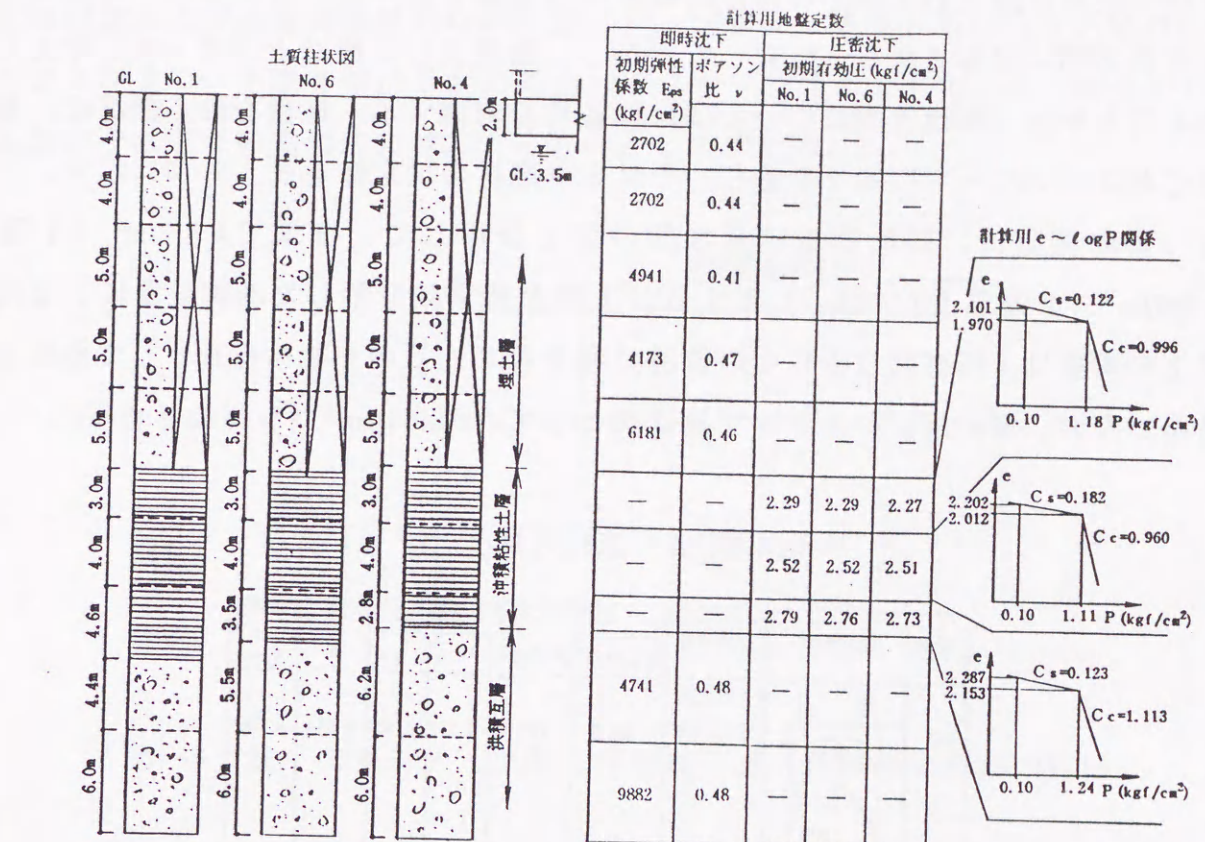 計算用地盤定数
土質柱状図
即時沈下 圧密沈下
初期弾性係数 Eps (kgf/cm²) ポアソン比 ν 初期有効圧 (kgf/cm²)
No.1 No.6 No.4
GL No.1 No.6 No.4
4.0m 4.0m 4.0m 2.0m
GL-3.5m
2702 0.44 — — —
4.0m 4.0m 4.0m
2702 0.44 — — —
5.0m 5.0m 5.0m
4941 0.41 — — —
5.0m 5.0m 5.0m
4173 0.47 — — —
5.0m 5.0m 5.0m
6181 0.46 — — —
埋土層
3.0m 3.0m 3.0m
— — 2.29 2.29 2.27
4.0m 4.0m 4.0m
— — 2.52 2.52 2.51
4.6m 3.5m 2.8m
— — 2.79 2.76 2.73
沖積粘性土層
4.4m 5.5m 6.2m
4741 0.48 — — —
6.0m 6.0m 6.0m
9882 0.48 — — —
洪積互層
計算用 e-ℓogP関係
e
2.101
1.970
Cs=0.122
Cc=0.996
0.10 1.18 P (kgf/cm²)
e
2.202
2.012
Cs=0.182
Cc=0.960
0.10 1.11 P (kgf/cm²)
e
2.287
2.153
Cs=0.123
Cc=1.113
0.10 1.24 P (kgf/cm²)